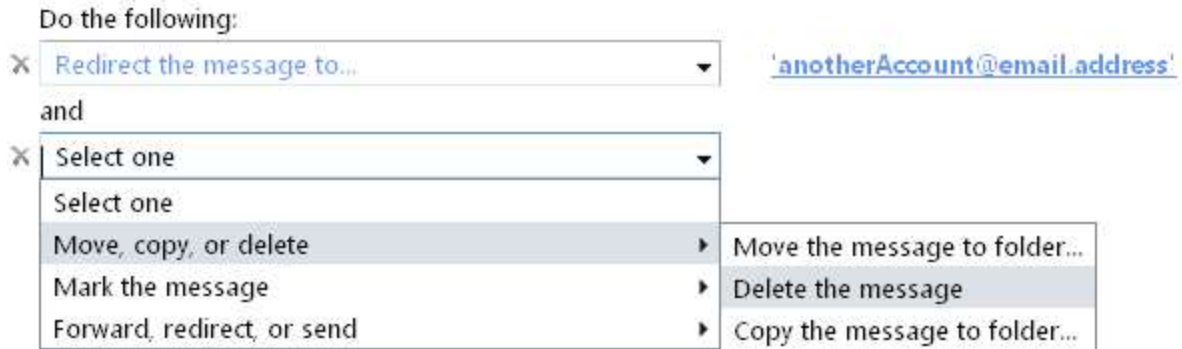 Do the following:
Redirect the message to... 'anotherAccount@email.address'
and
Select one
Select one
Move, copy, or delete
Move the message to folder...
Mark the message
Delete the message
Forward, redirect, or send
Copy the message to folder...